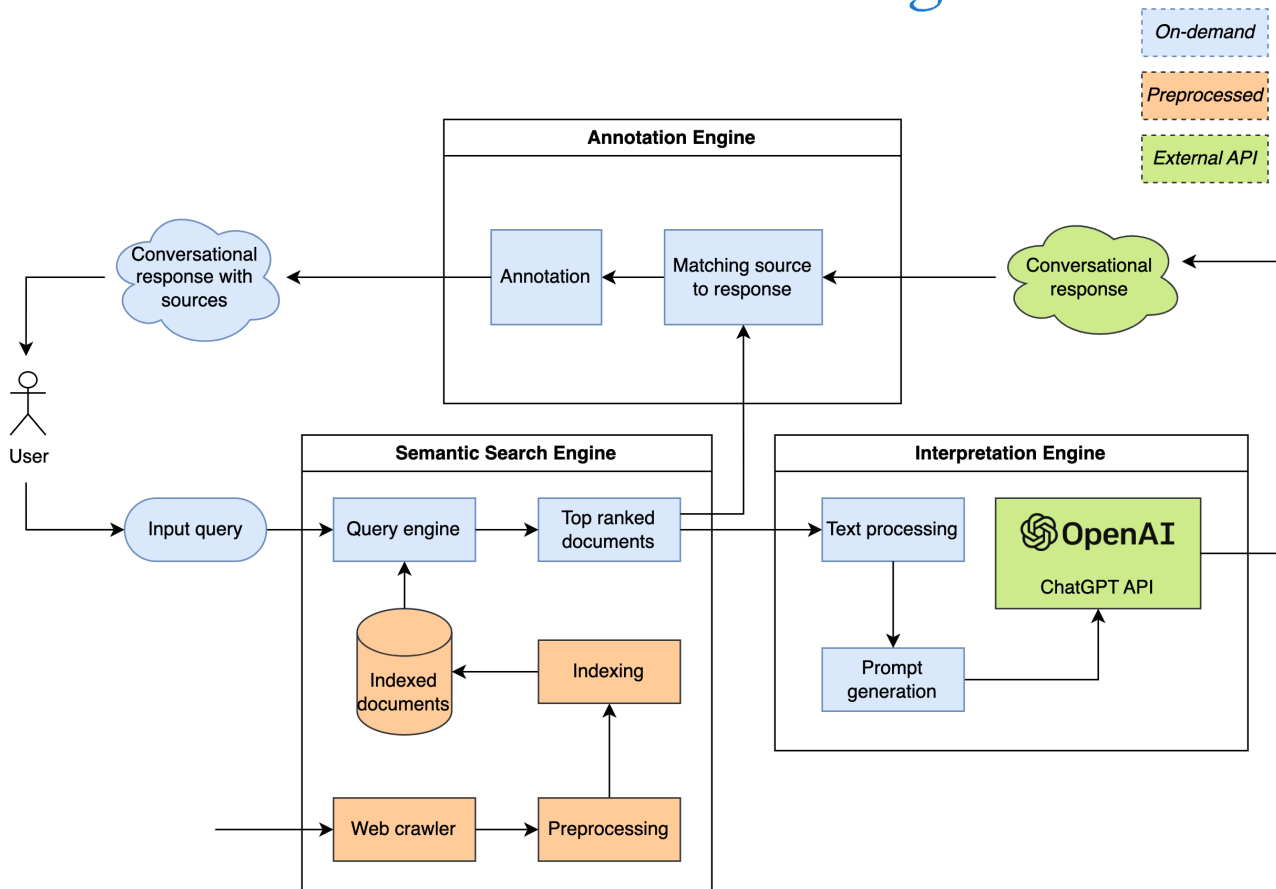 On-demand
Preprocessed
External API
Annotation Engine
Conversational
response with
sources
Annotation
Matching source
to response
Conversational
response
User
Semantic Search Engine
Interpretation Engine
Input query
Query engine
Top ranked
documents
Text processing
OpenAI
ChatGPT API
Indexed
documents
Indexing
Prompt
generation
Web crawler
Preprocessing